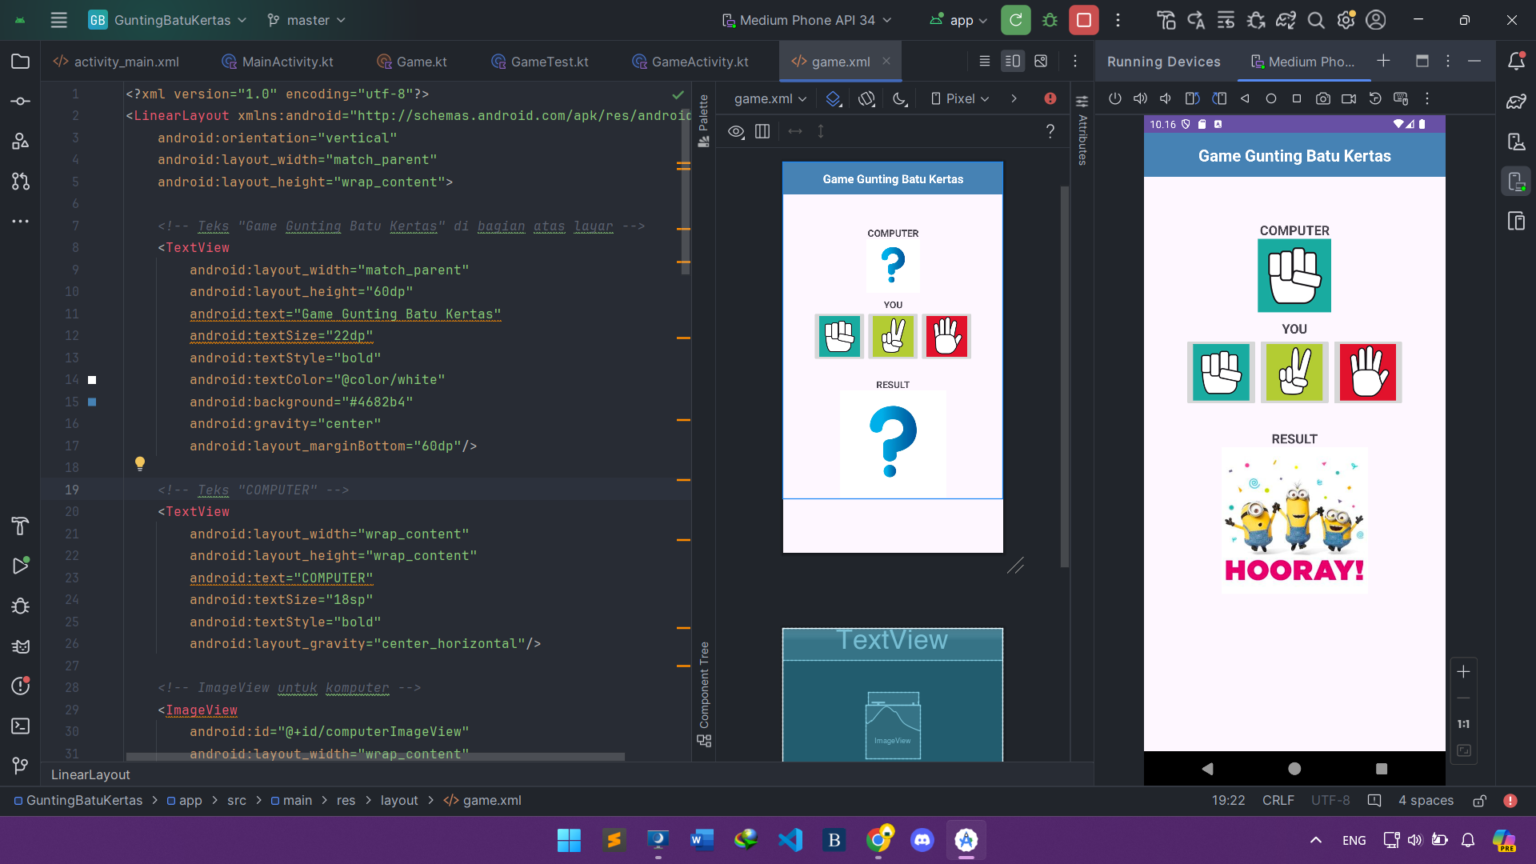 GB GuntingBatuKertas
master
Medium Phone API 34
app
activity_main.xml
MainActivity.kt
Game.kt
GameTest.kt
GameActivity.kt
game.xml
Running Devices
Medium Pho...
1 <?xml version="1.0" encoding="utf-8"?>
2 <LinearLayout xmlns:android="http://schemas.android.com/apk/res/android
3 android:orientation="vertical"
4 android:layout_width="match_parent"
5 android:layout_height="wrap_content">
6
7 <!-- Teks "Game Gunting Batu Kertas" di bagian atas layar -->
8 <TextView
9 android:layout_width="match_parent"
10 android:layout_height="60dp"
11 android:text="Game Gunting Batu Kertas"
12 android:textSize="22dp"
13 android:textStyle="bold"
14 android:textColor="@color/white"
15 android:background="#4682b4"
16 android:gravity="center"
17 android:layout_marginBottom="60dp"/>
18
19 <!-- Teks "COMPUTER" -->
20 <TextView
21 android:layout_width="wrap_content"
22 android:layout_height="wrap_content"
23 android:text="COMPUTER"
24 android:textSize="18sp"
25 android:textStyle="bold"
26 android:layout_gravity="center_horizontal"/>
27
28 <!-- ImageView untuk komputer -->
29 <ImageView
30 android:id="@+id/computerImageView"
31 android:layout_width="wrap_content"
LinearLayout
Palette
Component Tree
game.xml
Pixel
?
Game Gunting Batu Kertas
COMPUTER
?
YOU
RESULT
?
TextView
ImageView
Attributes
10.16
Game Gunting Batu Kertas
COMPUTER
YOU
RESULT
HOORAY!
1:1
GuntingBatuKertas > app > src > main > res > layout > game.xml
19:22
CRLF
UTF-8
4 spaces
B
ENG
PRE